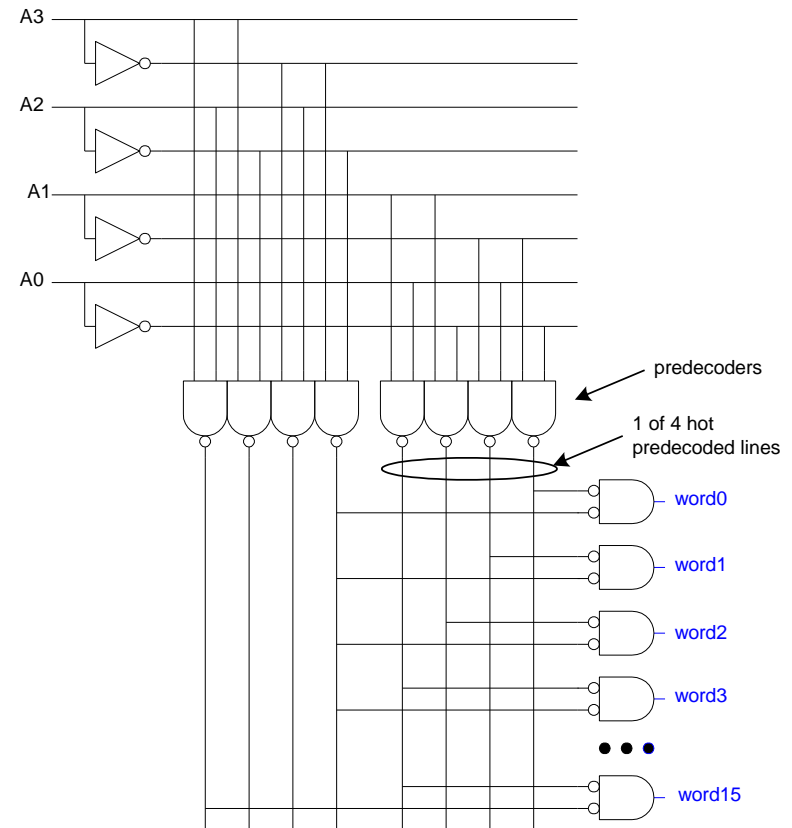 A3
A2
A1
A0
predecoders
1 of 4 hot
predecoded lines
word0
word1
word2
word3
word15